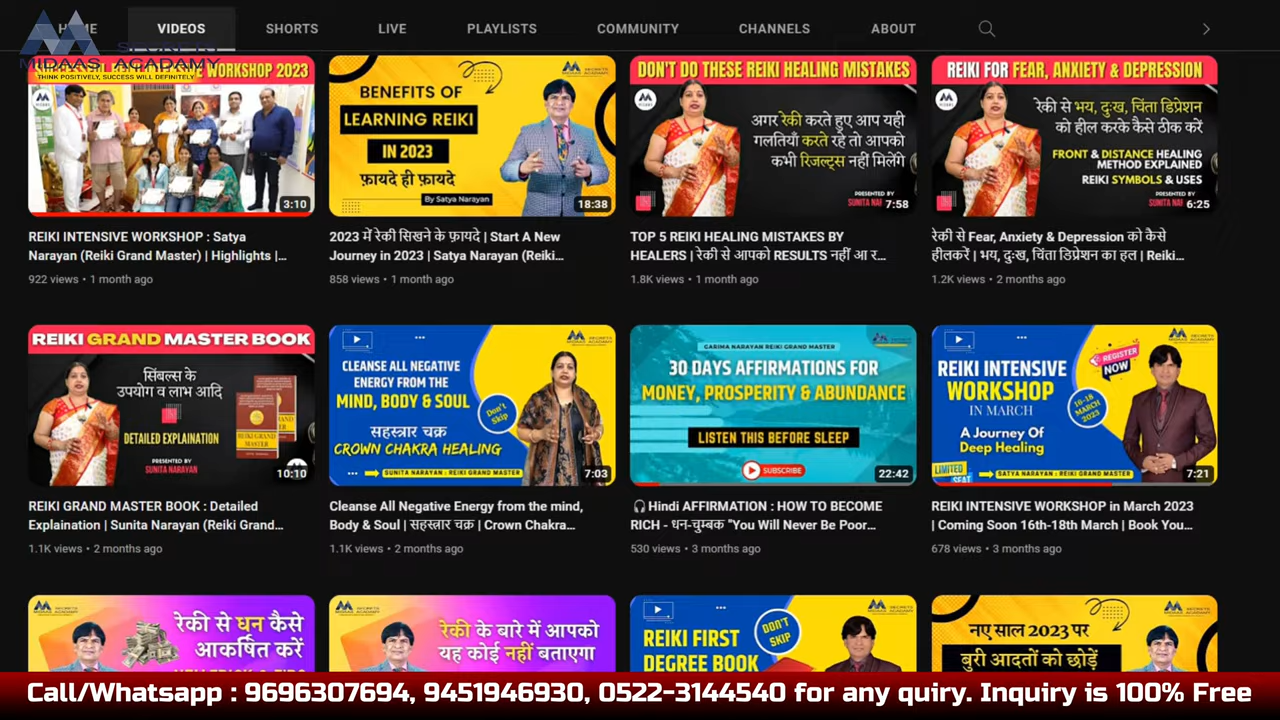 HOME
VIDEOS
SHORTS
LIVE
PLAYLISTS
COMMUNITY
CHANNELS
ABOUT
MIDAAS ACADAMY
THINK POSITIVELY, SUCCESS WILL DEFINITELY
WORKSHOP 2023
3:10
REIKI INTENSIVE WORKSHOP : Satya
Narayan (Reiki Grand Master) | Highlights |...
922 views • 1 month ago
BENEFITS OF
LEARNING REIKI
IN 2023
फ़ायदे ही फ़ायदे
By Satya Narayan
18:38
2023 में रेकी सिखने के फ़ायदे | Start A New
Journey in 2023 | Satya Narayan (Reiki...
858 views • 1 month ago
DON'T DO THESE REIKI HEALING MISTAKES
अगर रेकी करते हुए आप यही
गलतियाँ करते रहे तो आपको
कभी रिजल्ट्स नहीं मिलेंगे
PRESENTED BY
SUNITA NAR
7:58
TOP 5 REIKI HEALING MISTAKES BY
HEALERS | रेकी से आपको RESULTS नहीं आ र...
1.8K views • 1 month ago
REIKI FOR FEAR, ANXIETY & DEPRESSION
रेकी से भय, दुःख, चिंता डिप्रेशन
को हील करके कैसे ठीक करें
FRONT & DISTANCE HEALING
METHOD EXPLAINED
REIKI SYMBOLS & USES
PRESENTED BY
SUNITA NA
6:25
रेकी से Fear, Anxiety & Depression को कैसे
हीलकरें | भय, दुःख, चिंता डिप्रेशन का हल | Reiki...
1.2K views • 2 months ago
REIKI GRAND MASTER BOOK
सिंबल्स के
उपयोग व लाभ आदि
DETAILED EXPLAINATION
PRESENTED BY
SUNITA NARAYAN
REIKI GRAND
MASTER
10:10
REIKI GRAND MASTER BOOK : Detailed
Explaination | Sunita Narayan (Reiki Grand...
1.1K views • 2 months ago
CLEANSE ALL NEGATIVE
ENERGY FROM THE
MIND, BODY & SOUL
Don't
Skip
सहस्त्रार चक्र
CROWN CHAKRA HEALING
SUNITA NARAYAN : REIKI GRAND MASTER
7:03
Cleanse All Negative Energy from the mind,
Body & Soul | सहस्त्रार चक्र | Crown Chakra...
1.1K views • 2 months ago
GARIMA NARAYAN REIKI GRAND MASTER
30 DAYS AFFIRMATIONS FOR
MONEY, PROSPERITY & ABUNDANCE
LISTEN THIS BEFORE SLEEP
SUBSCRIBE
22:42
Hindi AFFIRMATION : HOW TO BECOME
RICH - धन-चुम्बक "You Will Never Be Poor...
530 views • 3 months ago
REIKI INTENSIVE
WORKSHOP
IN MARCH
REGISTER
NOW
16-18
MARCH
2023
A Journey Of
Deep Healing
LIMITED
SEAT
SATYA NARAYAN : REIKI GRAND MASTER
7:21
REIKI INTENSIVE WORKSHOP in March 2023
| Coming Soon 16th-18th March | Book You...
678 views • 3 months ago
रेकी से धन कैसे
आकर्षित करें
रेकी के बारे में आपको
यह कोई नहीं बताएगा
REIKI FIRST
DEGREE BOOK
DON'T
SKIP
नए साल 2023 पर
बुरी आदतों को छोड़ें
Call/Whatsapp : 9696307694, 9451946930, 0522-3144540 for any quiry. Inquiry is 100% Free